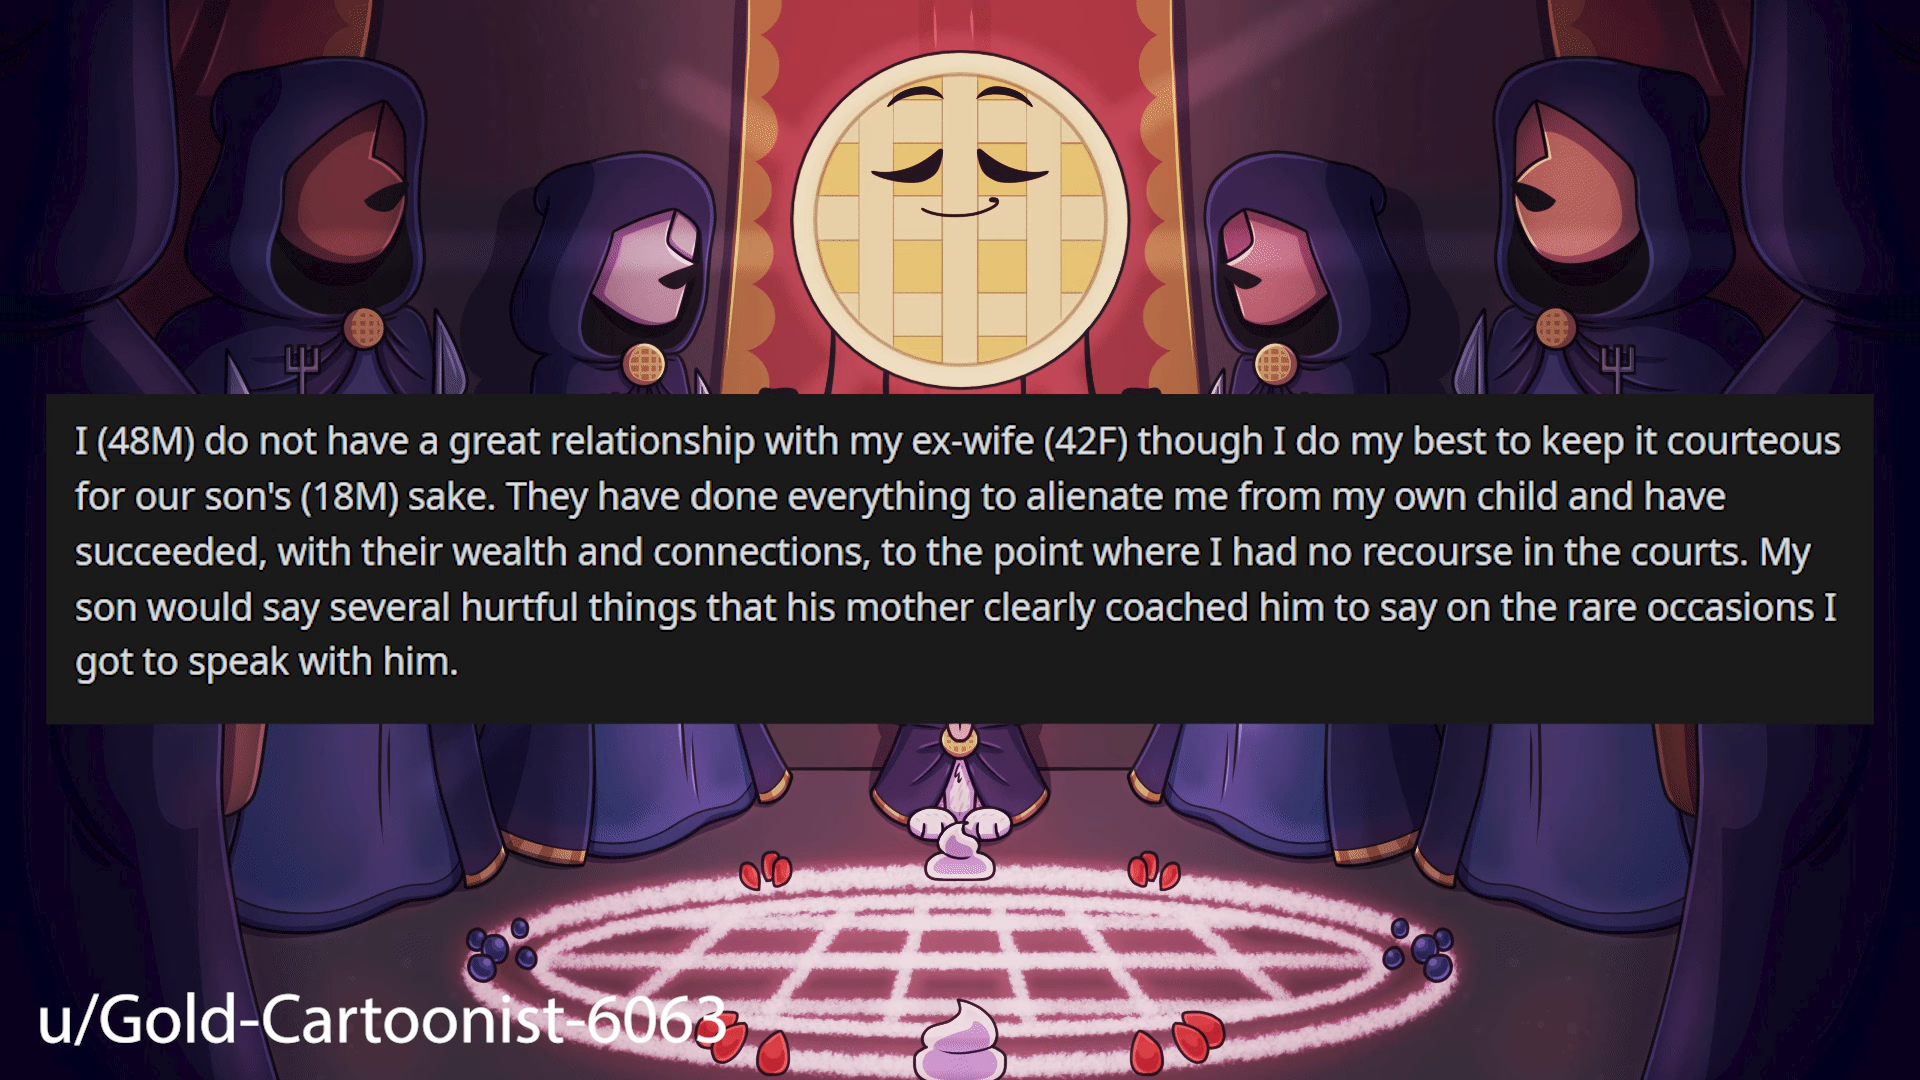 I (48M) do not have a great relationship with my ex-wife (42F) though I do my best to keep it courteous
for our son's (18M) sake. They have done everything to alienate me from my own child and have
succeeded, with their wealth and connections, to the point where I had no recourse in the courts. My
son would say several hurtful things that his mother clearly coached him to say on the rare occasions I
got to speak with him.
u/Gold-Cartoonist-6063